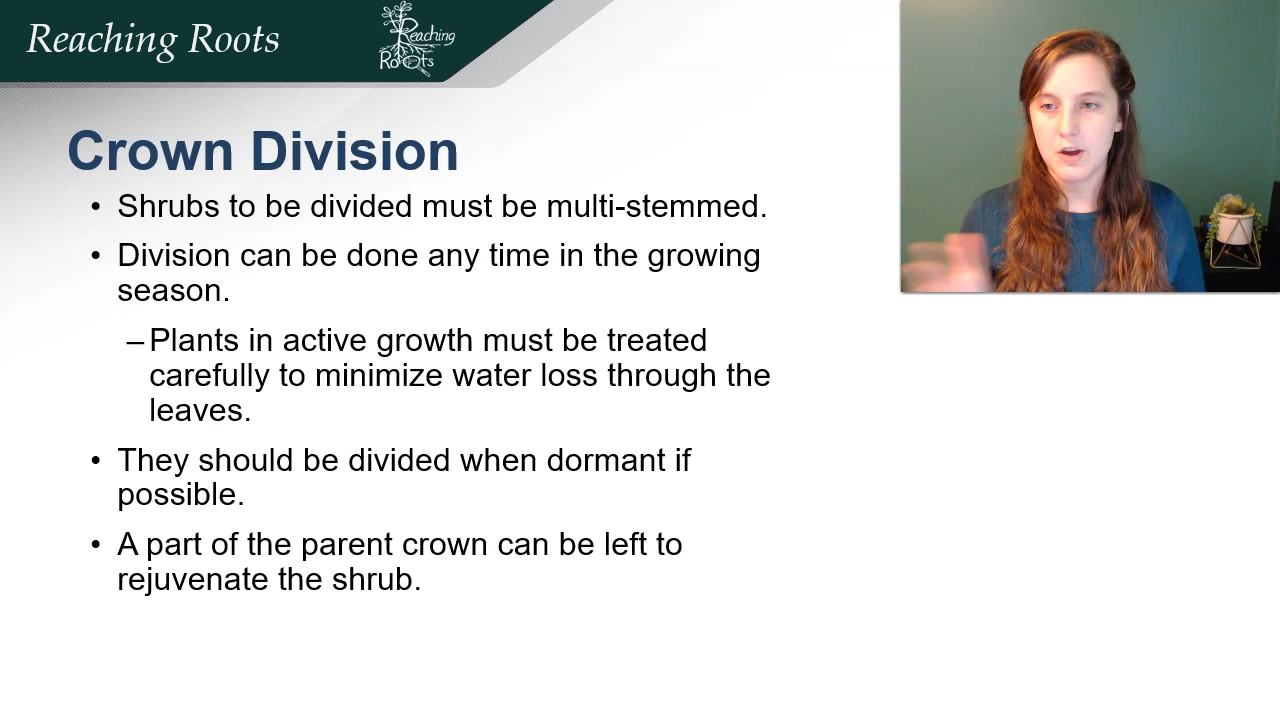 Reaching Roots
Reaching
Roots
Crown Division
• Shrubs to be divided must be multi-stemmed.
• Division can be done any time in the growing
season.
– Plants in active growth must be treated
carefully to minimize water loss through the
leaves.
• They should be divided when dormant if
possible.
• A part of the parent crown can be left to
rejuvenate the shrub.